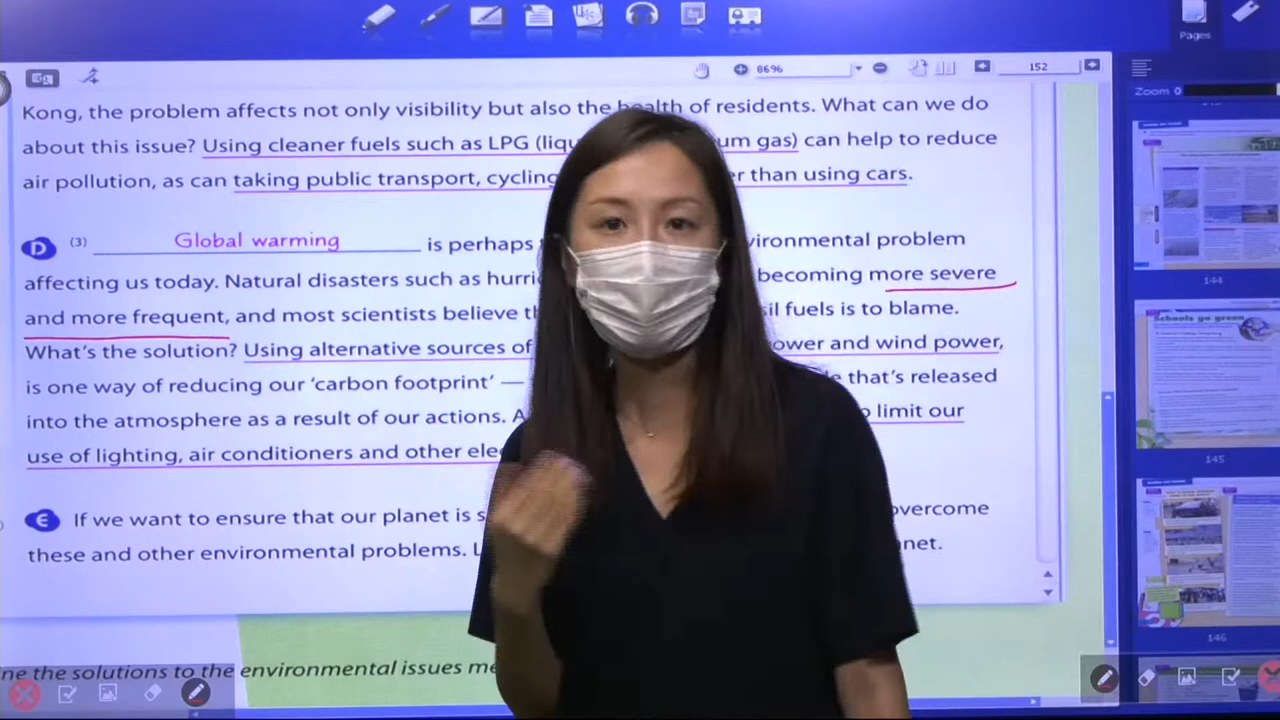 Pages
86%
152
Zoom 0
Kong, the problem affects not only visibility but also the health of residents. What can we do
about this issue? Using cleaner fuels such as LPG (liqu um gas) can help to reduce
air pollution, as can taking public transport, cycling er than using cars.
D (3) Global warming is perhaps vironmental problem
affecting us today. Natural disasters such as hurri becoming more severe
and more frequent, and most scientists believe th sil fuels is to blame.
What's the solution? Using alternative sources of ower and wind power,
is one way of reducing our 'carbon footprint' — e that's released
into the atmosphere as a result of our actions. A o limit our
use of lighting, air conditioners and other ele
E If we want to ensure that our planet is s overcome
these and other environmental problems. L anet.
ne the solutions to the environmental issues me
144
Schools go green
145
146